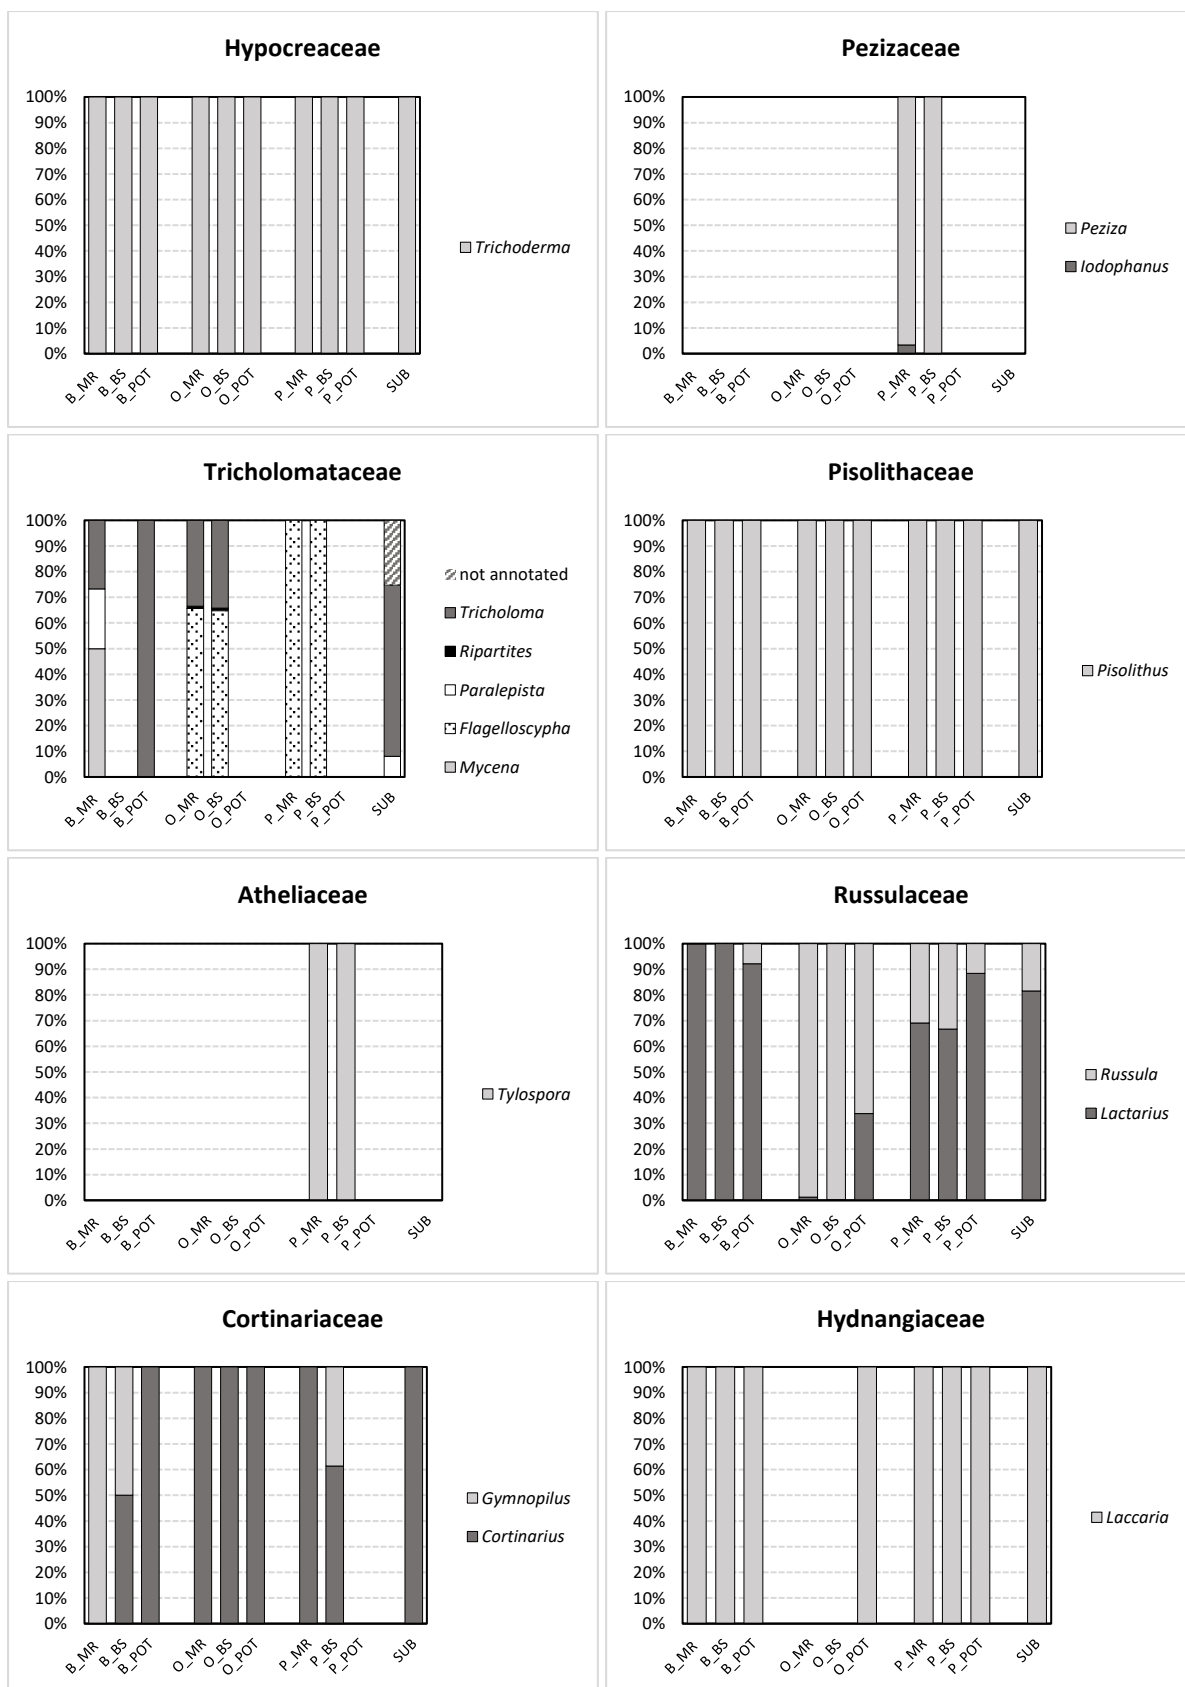 Hypocreaceae
100%
90%
80%
70%
60%
50%
40%
30%
20%
10%
0%
B_MR
B_BS
B_POT
O_MR
O_BS
O_POT
P_MR
P_BS
P_POT
SUB
Trichoderma
Pezizaceae
100%
90%
80%
70%
60%
50%
40%
30%
20%
10%
0%
B_MR
B_BS
B_POT
O_MR
O_BS
O_POT
P_MR
P_BS
P_POT
SUB
Peziza
Iodophanus
Tricholomataceae
100%
90%
80%
70%
60%
50%
40%
30%
20%
10%
0%
B_MR
B_BS
B_POT
O_MR
O_BS
O_POT
P_MR
P_BS
P_POT
SUB
not annotated
Tricholoma
Ripartites
Paralepista
Flagelloscypha
Mycena
Pisolithaceae
100%
90%
80%
70%
60%
50%
40%
30%
20%
10%
0%
B_MR
B_BS
B_POT
O_MR
O_BS
O_POT
P_MR
P_BS
P_POT
SUB
Pisolithus
Atheliaceae
100%
90%
80%
70%
60%
50%
40%
30%
20%
10%
0%
B_MR
B_BS
B_POT
O_MR
O_BS
O_POT
P_MR
P_BS
P_POT
SUB
Tylospora
Russulaceae
100%
90%
80%
70%
60%
50%
40%
30%
20%
10%
0%
B_MR
B_BS
B_POT
O_MR
O_BS
O_POT
P_MR
P_BS
P_POT
SUB
Russula
Lactarius
Cortinariaceae
100%
90%
80%
70%
60%
50%
40%
30%
20%
10%
0%
B_MR
B_BS
B_POT
O_MR
O_BS
O_POT
P_MR
P_BS
P_POT
SUB
Gymnopilus
Cortinarius
Hydnangiaceae
100%
90%
80%
70%
60%
50%
40%
30%
20%
10%
0%
B_MR
B_BS
B_POT
O_MR
O_BS
O_POT
P_MR
P_BS
P_POT
SUB
Laccaria